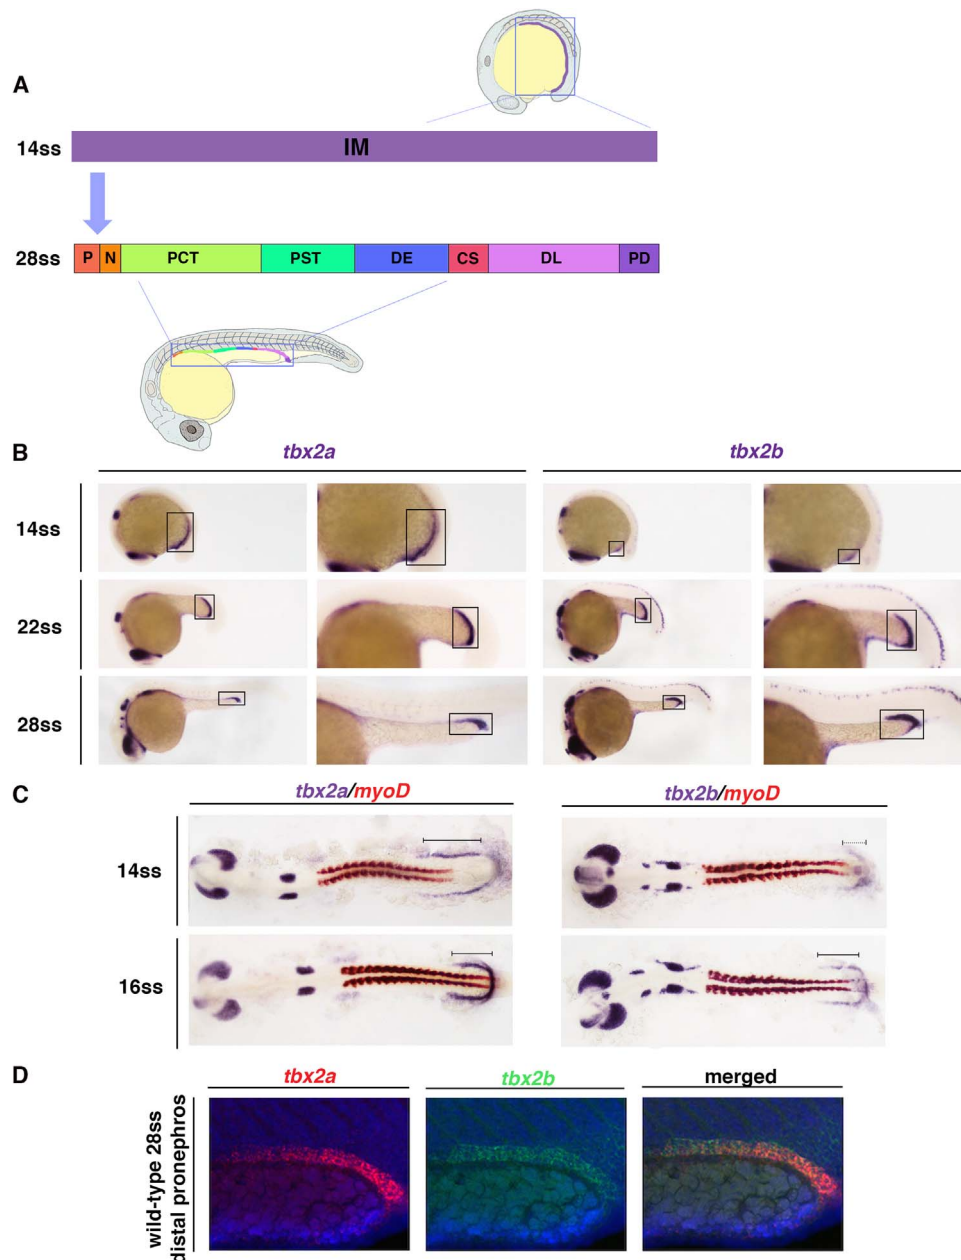 A
14ss
IM
28ss
P N PCT PST DE CS DL PD
B
tbx2a tbx2b
14ss
22ss
28ss
C
tbx2a/myoD tbx2b/myoD
14ss
16ss
D
tbx2a tbx2b merged
wild-type 28ss
distal pronephros